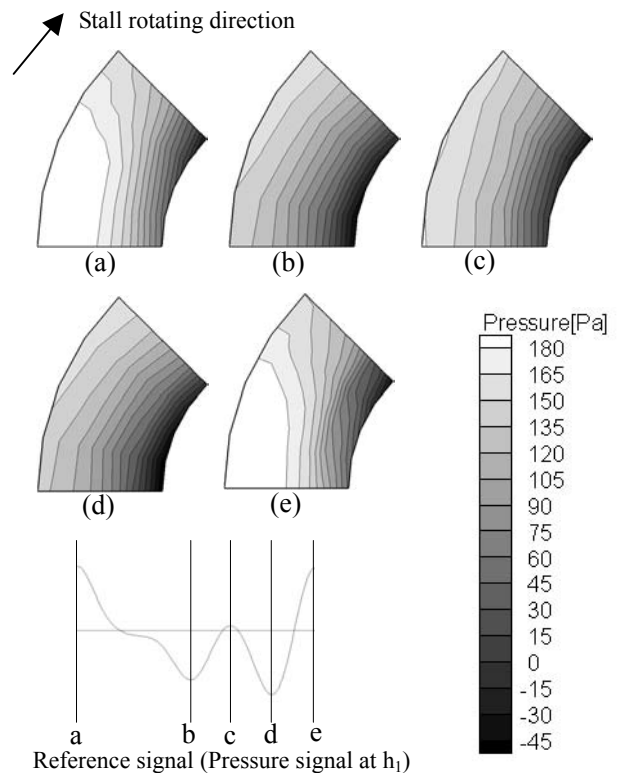 Stall rotating direction
(a)
(b)
(c)
(d)
(e)
Pressure[Pa]
180
165
150
135
120
105
90
75
60
45
30
15
0
-15
-30
-45
a
b
c
d
e
Reference signal (Pressure signal at h₁)